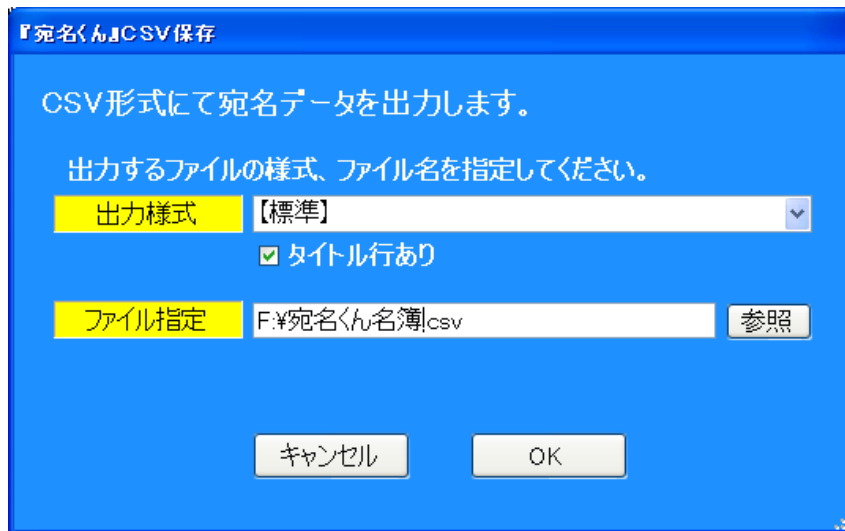 『宛名くん』CSV保存
CSV形式にて宛名データを出力します。
出力するファイルの様式、ファイル名を指定してください。
出力様式 【標準】
タイトル行あり
ファイル指定 F:¥宛名くん名簿.csv 参照
キャンセル OK